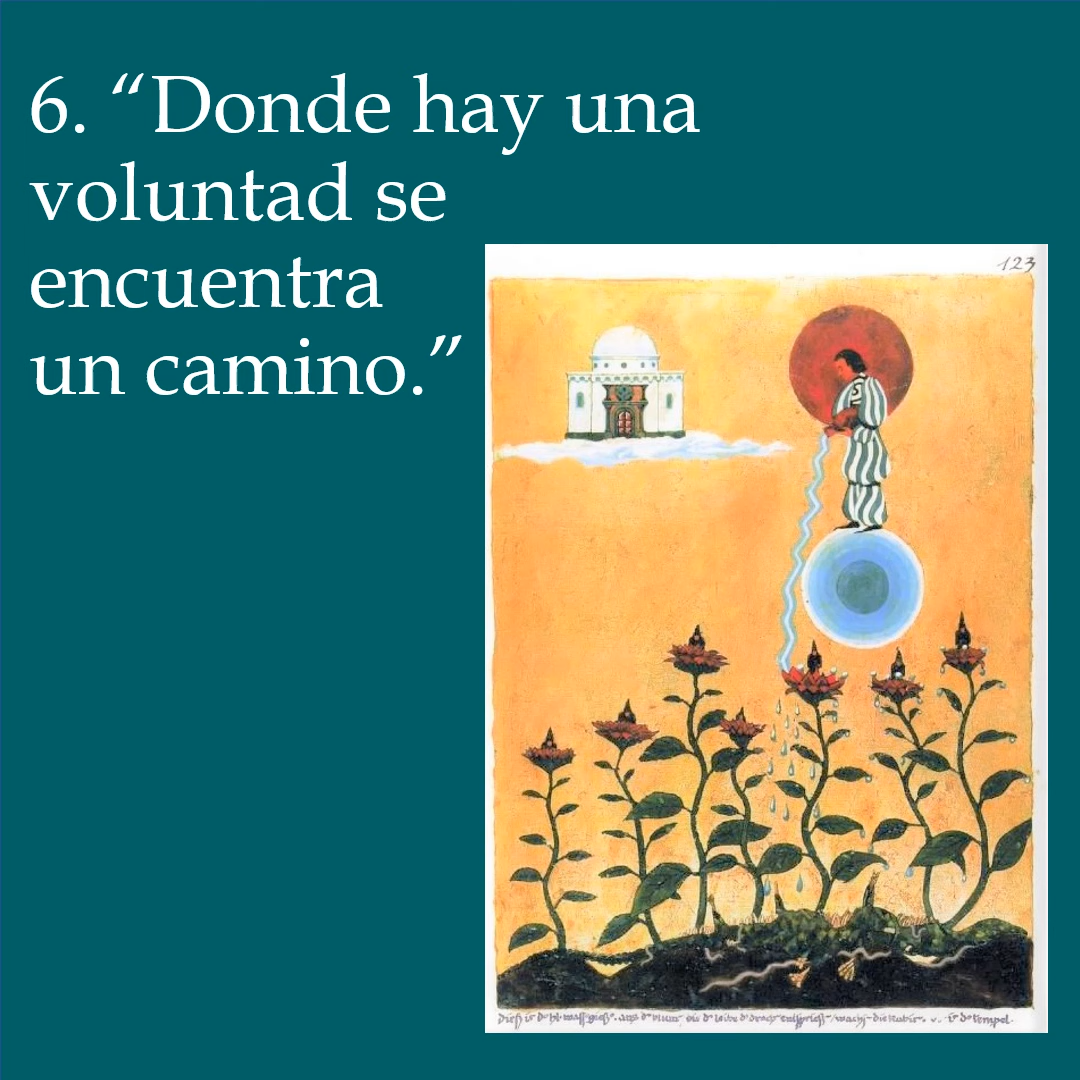 6. “Donde hay una
voluntad se
encuentra
un camino.”
123